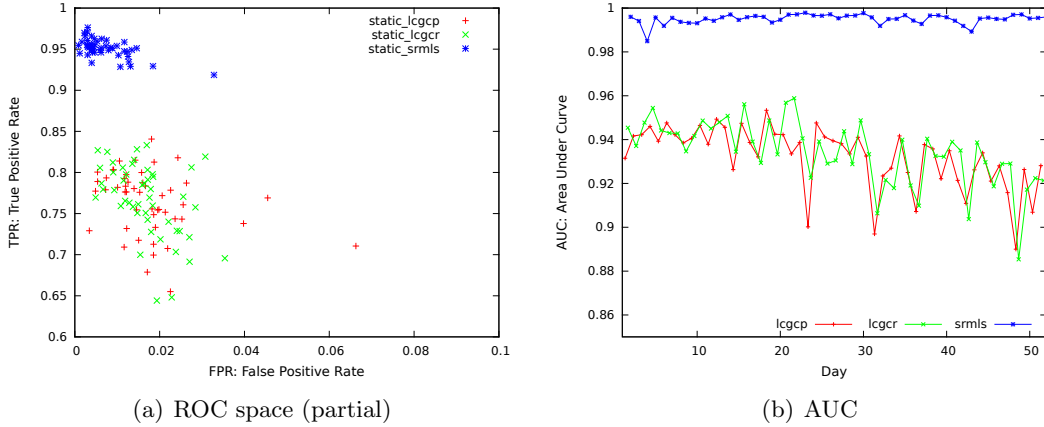 1
0.95
0.9
0.85
0.8
0.75
0.7
0.65
0.6
TPR: True Positive Rate
0
0.02
0.04
0.06
0.08
0.1
FPR: False Positive Rate
static_lcgcp
static_lcgcr
static_srmls
(a) ROC space (partial)
1
0.98
0.96
0.94
0.92
0.9
0.88
0.86
AUC: Area Under Curve
10
20
30
40
50
Day
lcgcp
lcgcr
srmls
(b) AUC